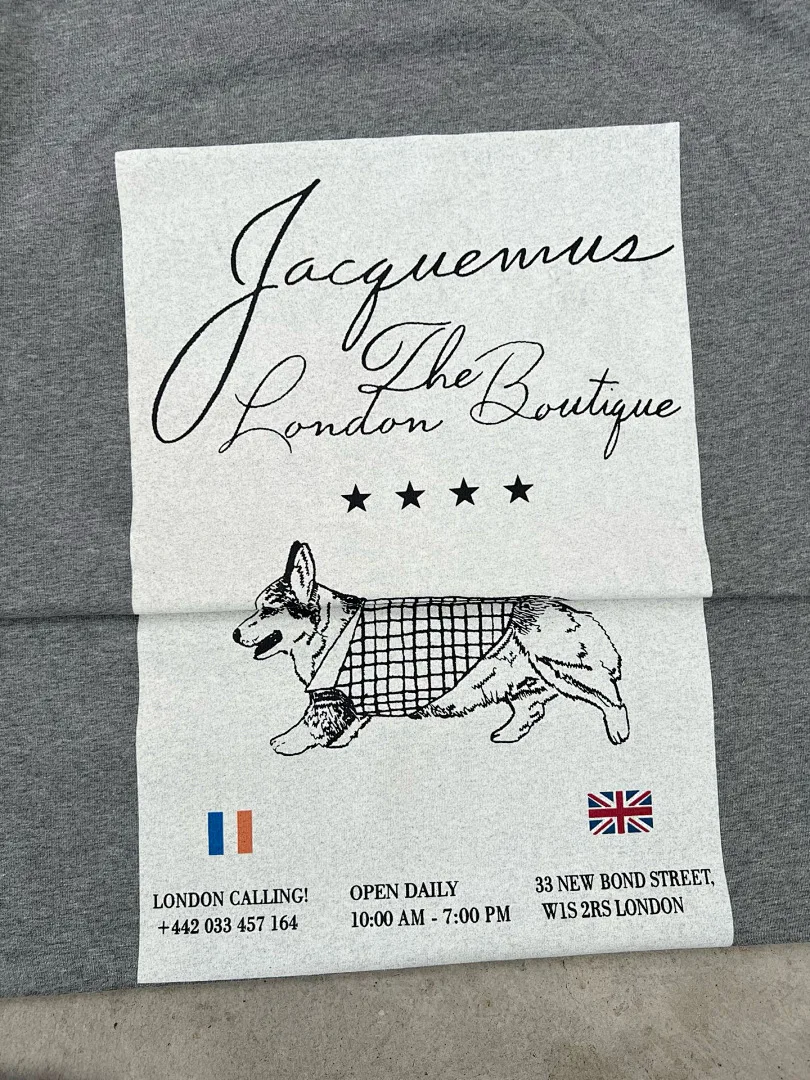 Jacquemus
The
London Boutique
LONDON CALLING!
+442 033 457 164
OPEN DAILY
10:00 AM - 7:00 PM
33 NEW BOND STREET,
W1S 2RS LONDON